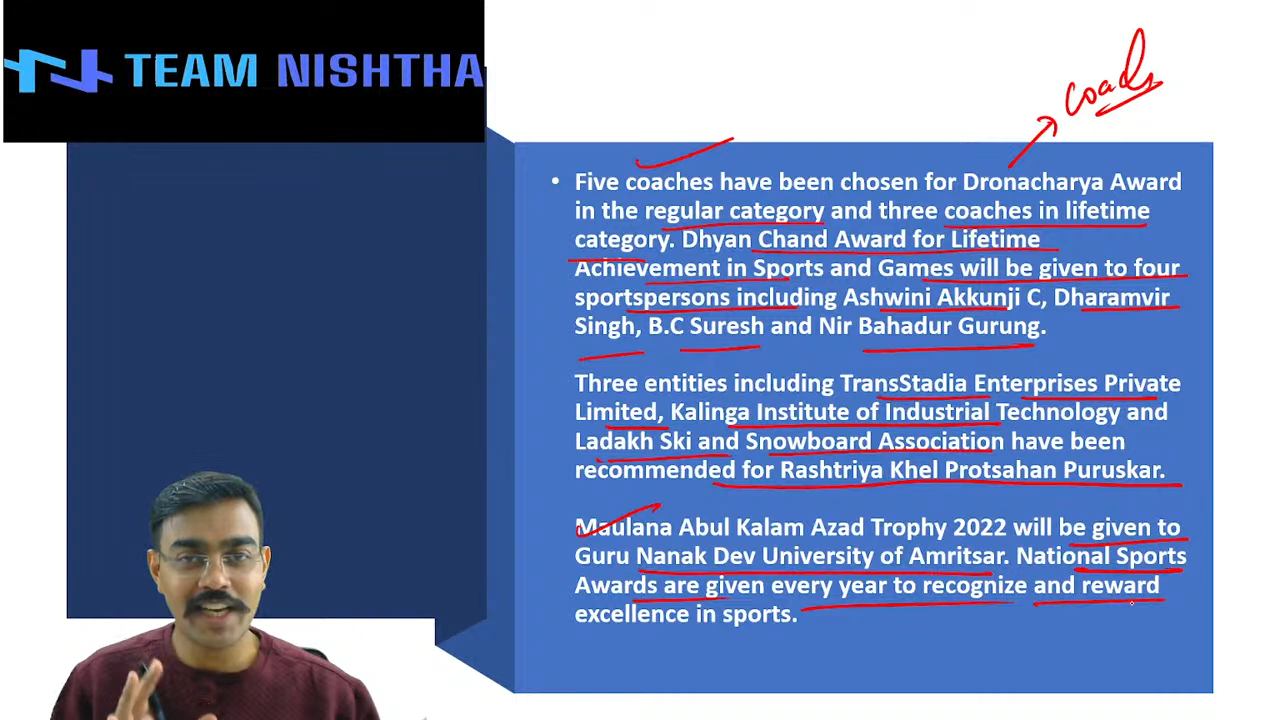 TEAM NISHTHA
coach
• Five coaches have been chosen for Dronacharya Award
in the regular category and three coaches in lifetime
category. Dhyan Chand Award for Lifetime
Achievement in Sports and Games will be given to four
sportspersons including Ashwini Akkunji C, Dharamvir
Singh, B.C Suresh and Nir Bahadur Gurung.
Three entities including TransStadia Enterprises Private
Limited, Kalinga Institute of Industrial Technology and
Ladakh Ski and Snowboard Association have been
recommended for Rashtriya Khel Protsahan Puruskar.
Maulana Abul Kalam Azad Trophy 2022 will be given to
Guru Nanak Dev University of Amritsar. National Sports
Awards are given every year to recognize and reward
excellence in sports.